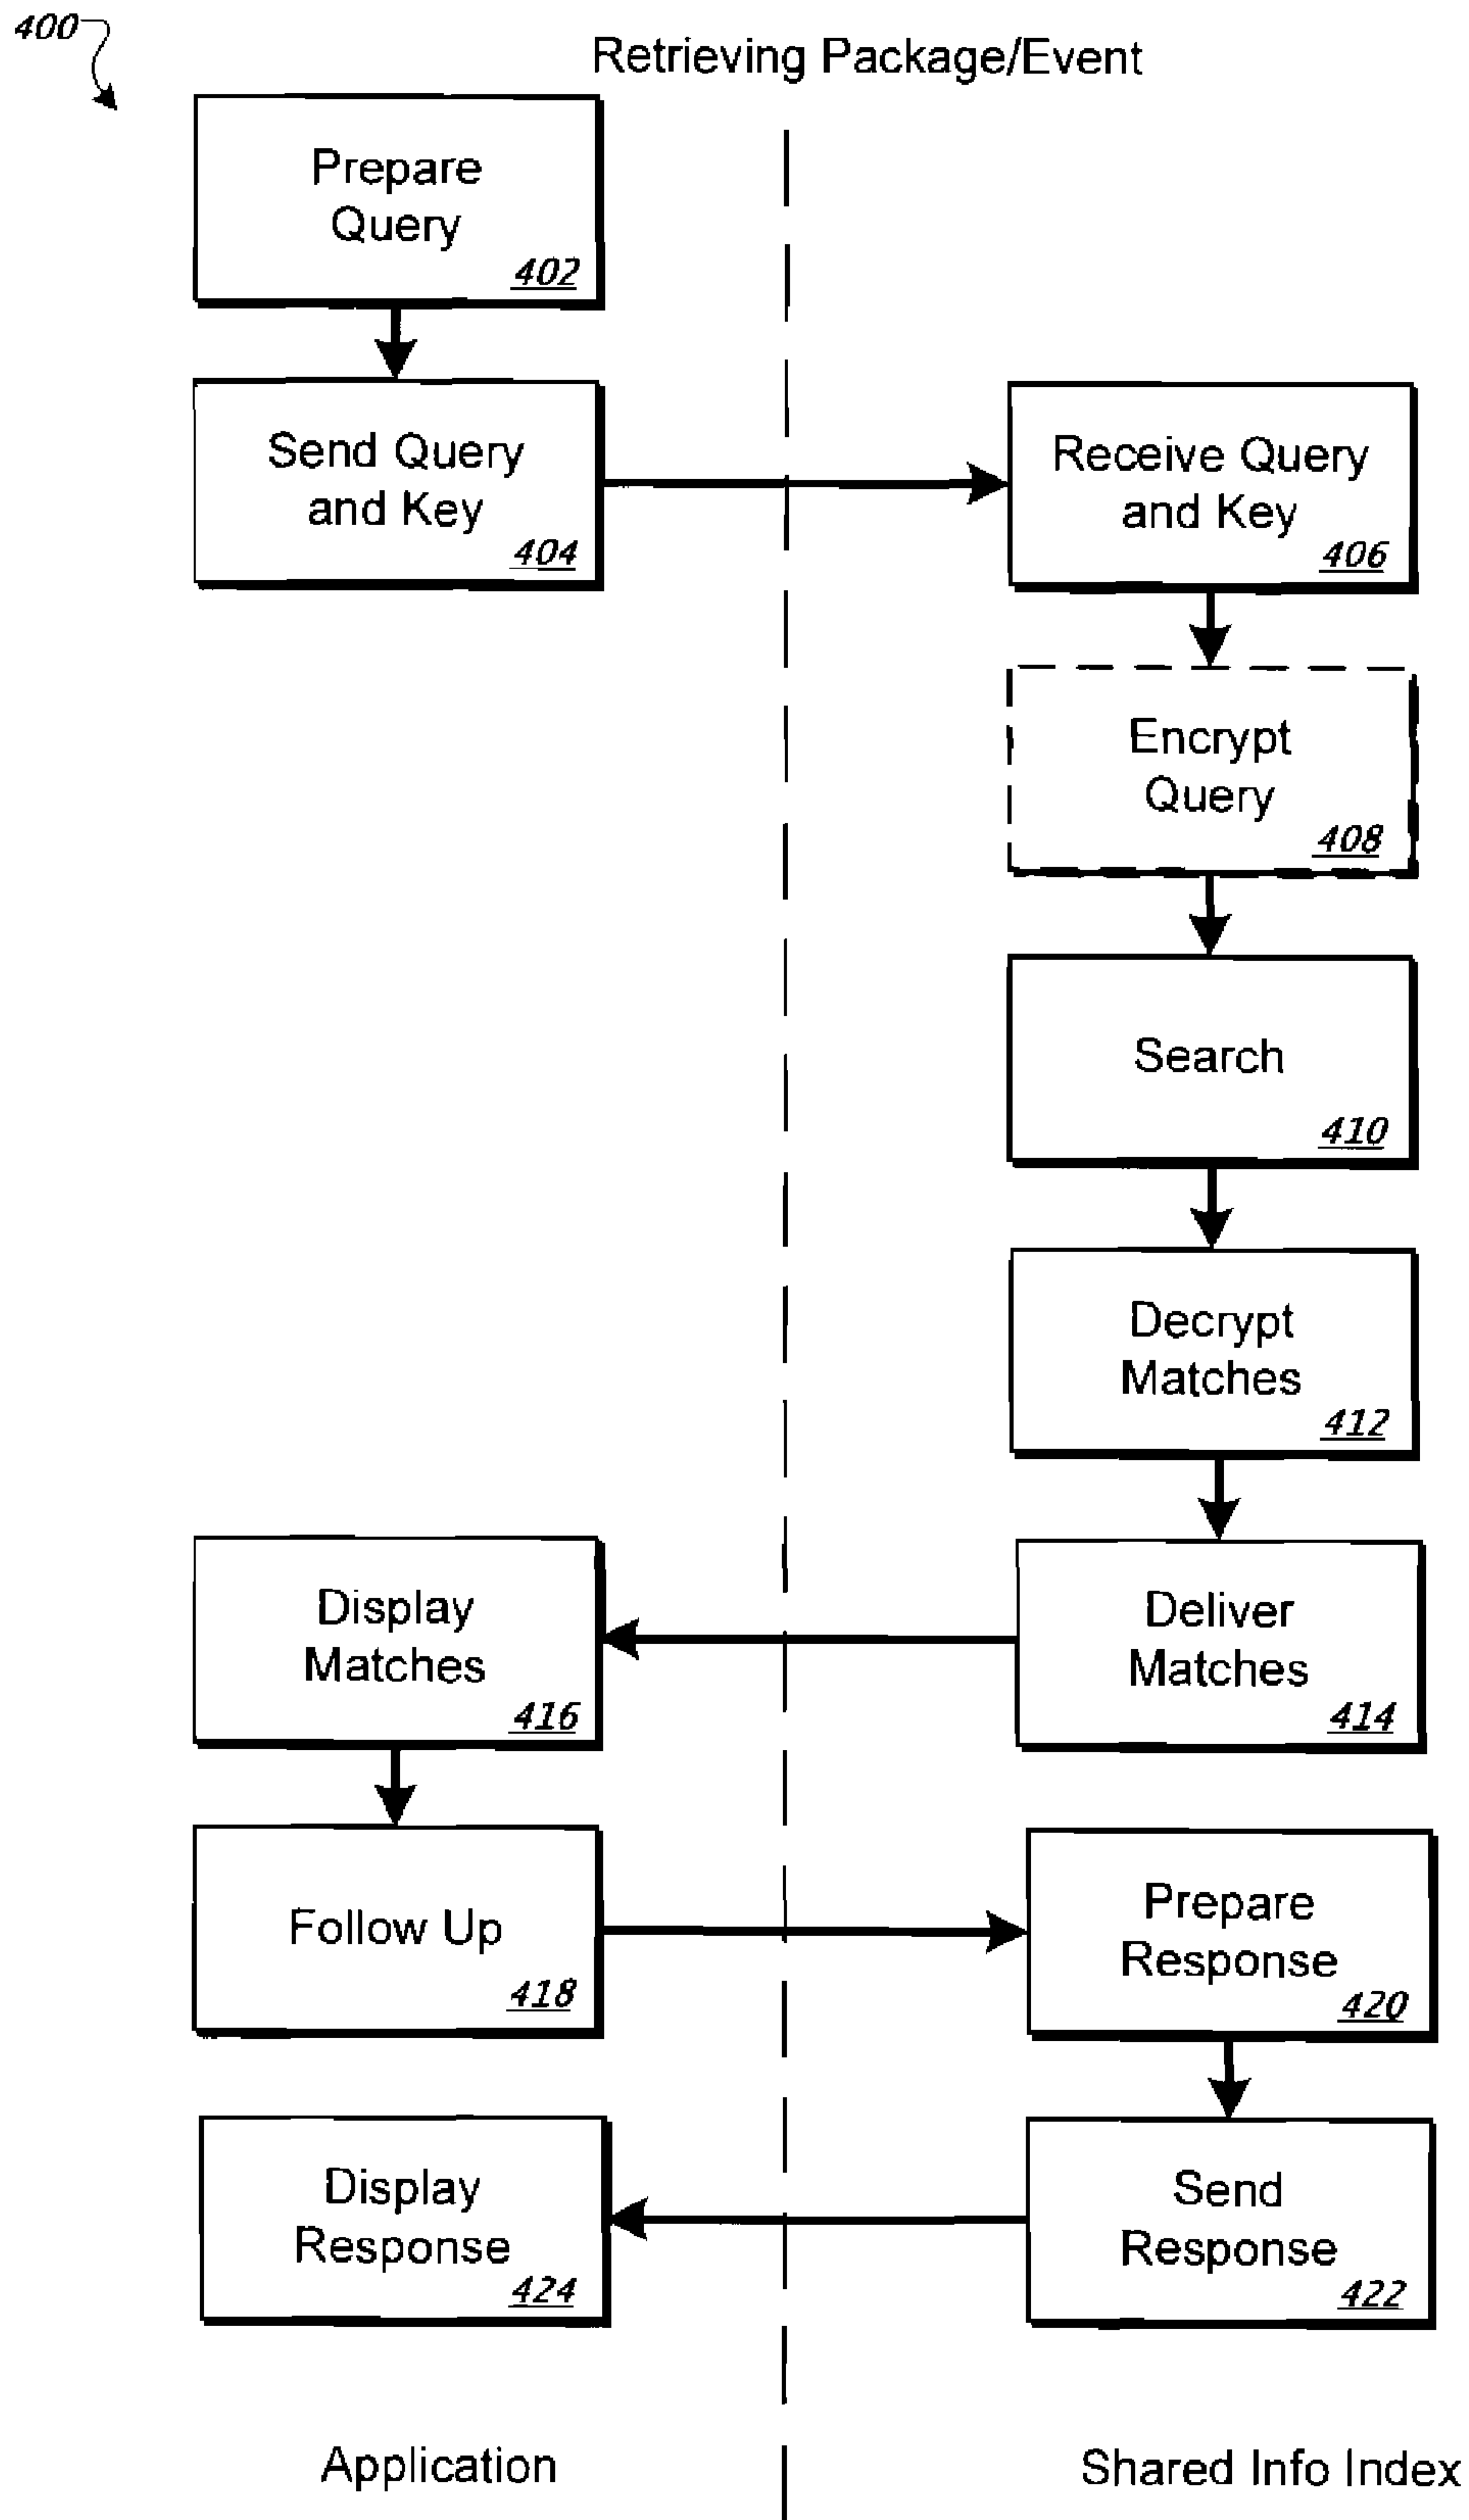 400
Retrieving Package/Event
Prepare
Query
402
Send Query
and Key
404
Receive Query
and Key
406
Encrypt
Query
408
Search
410
Decrypt
Matches
412
Deliver
Matches
414
Display
Matches
416
Follow Up
418
Prepare
Response
420
Send
Response
422
Display
Response
424
Application
Shared Info Index